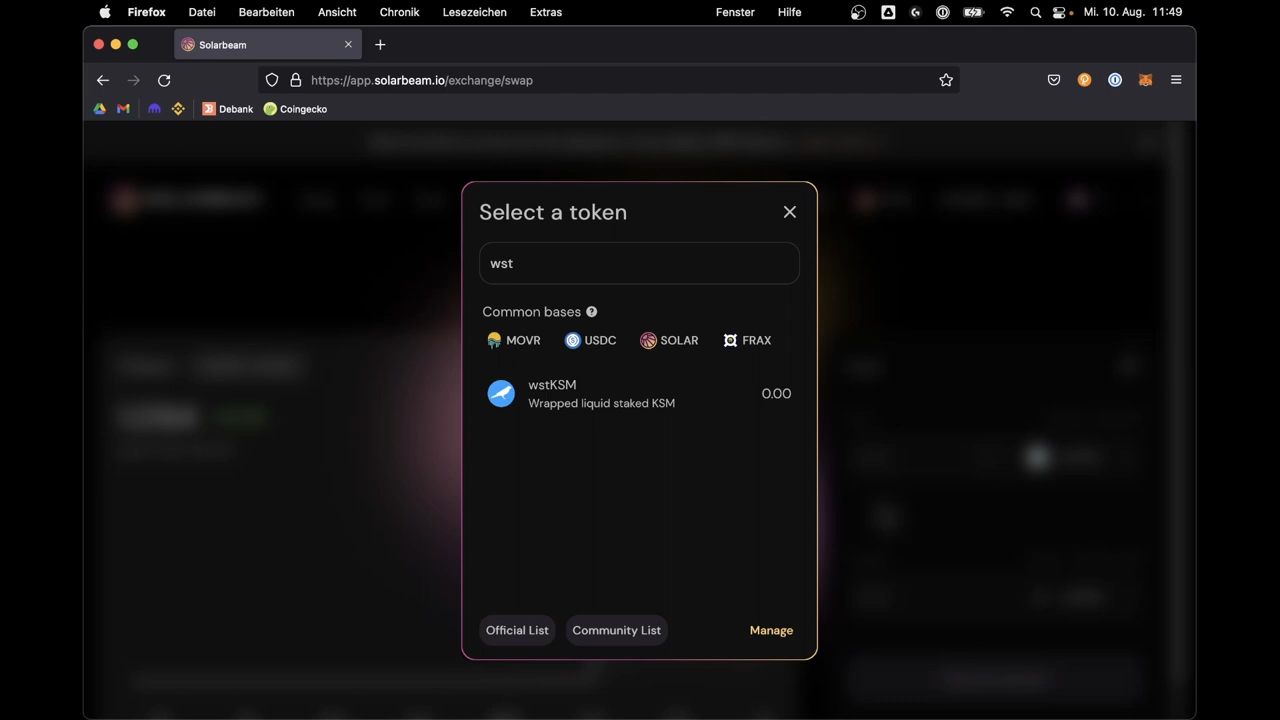 Firefox Datei Bearbeiten Ansicht Chronik Lesezeichen Extras Fenster Hilfe Mi. 10. Aug. 11:49
Solarbeam
https://app.solarbeam.io/exchange/swap
Debank Coingecko
Select a token
wst
Common bases
MOVR USDC SOLAR FRAX
wstKSM
Wrapped liquid staked KSM
0.00
Official List Community List Manage